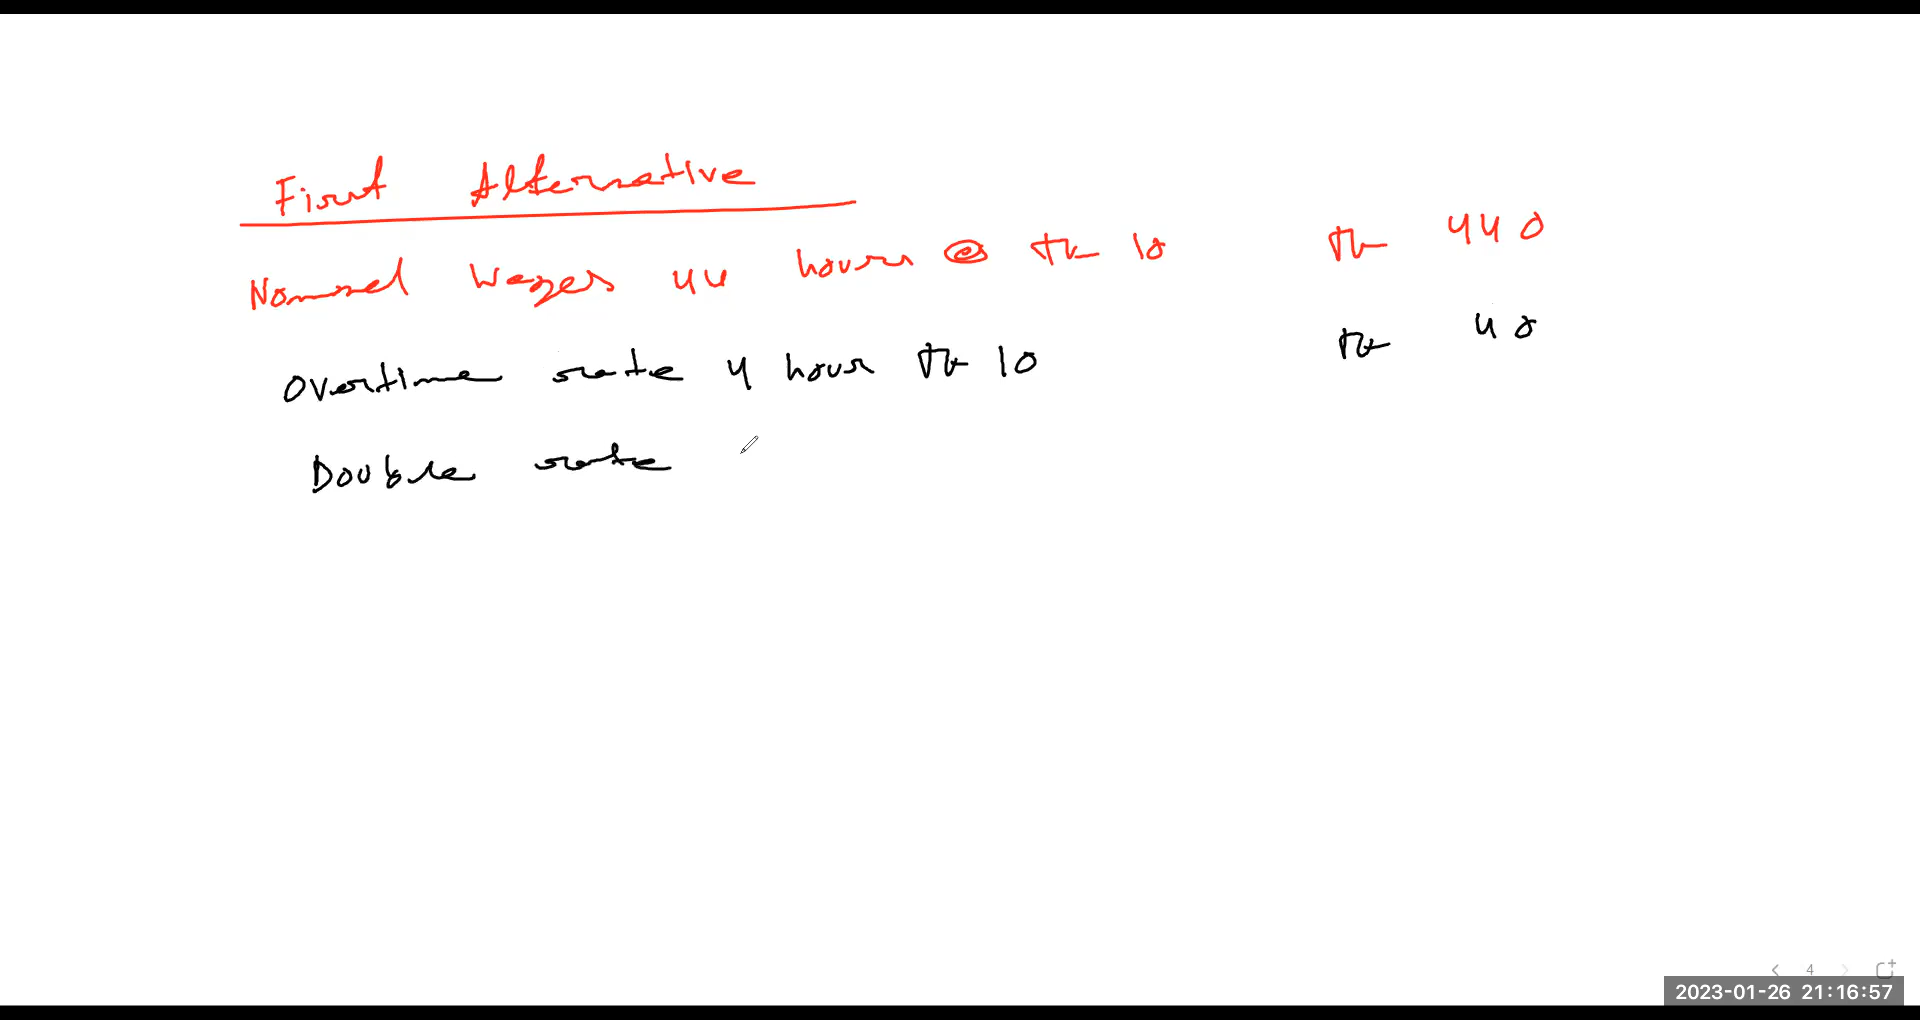 First Alternative
Normal Wages 44 hours @ Tk 10 Tk 440
Overtime rate 4 hour Tk 10 Tk 40
Double rate
4
2023-01-26 21:16:57